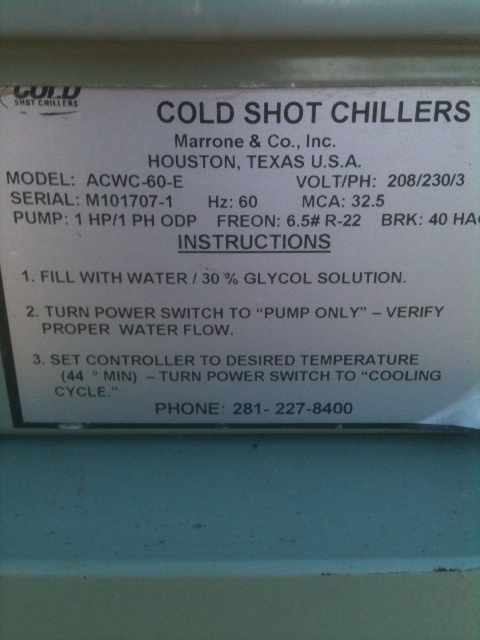 COLD
SHOT CHILLERS
COLD SHOT CHILLERS
Marrone & Co., Inc.
HOUSTON, TEXAS U.S.A.
MODEL: ACWC-60-E VOLT/PH: 208/230/3
SERIAL: M101707-1 Hz: 60 MCA: 32.5
PUMP: 1 HP/1 PH ODP FREON: 6.5# R-22 BRK: 40 HA
INSTRUCTIONS
1. FILL WITH WATER / 30 % GLYCOL SOLUTION.
2. TURN POWER SWITCH TO "PUMP ONLY" – VERIFY
PROPER WATER FLOW.
3. SET CONTROLLER TO DESIRED TEMPERATURE
(44 ° MIN) – TURN POWER SWITCH TO "COOLING
CYCLE."
PHONE: 281- 227-8400